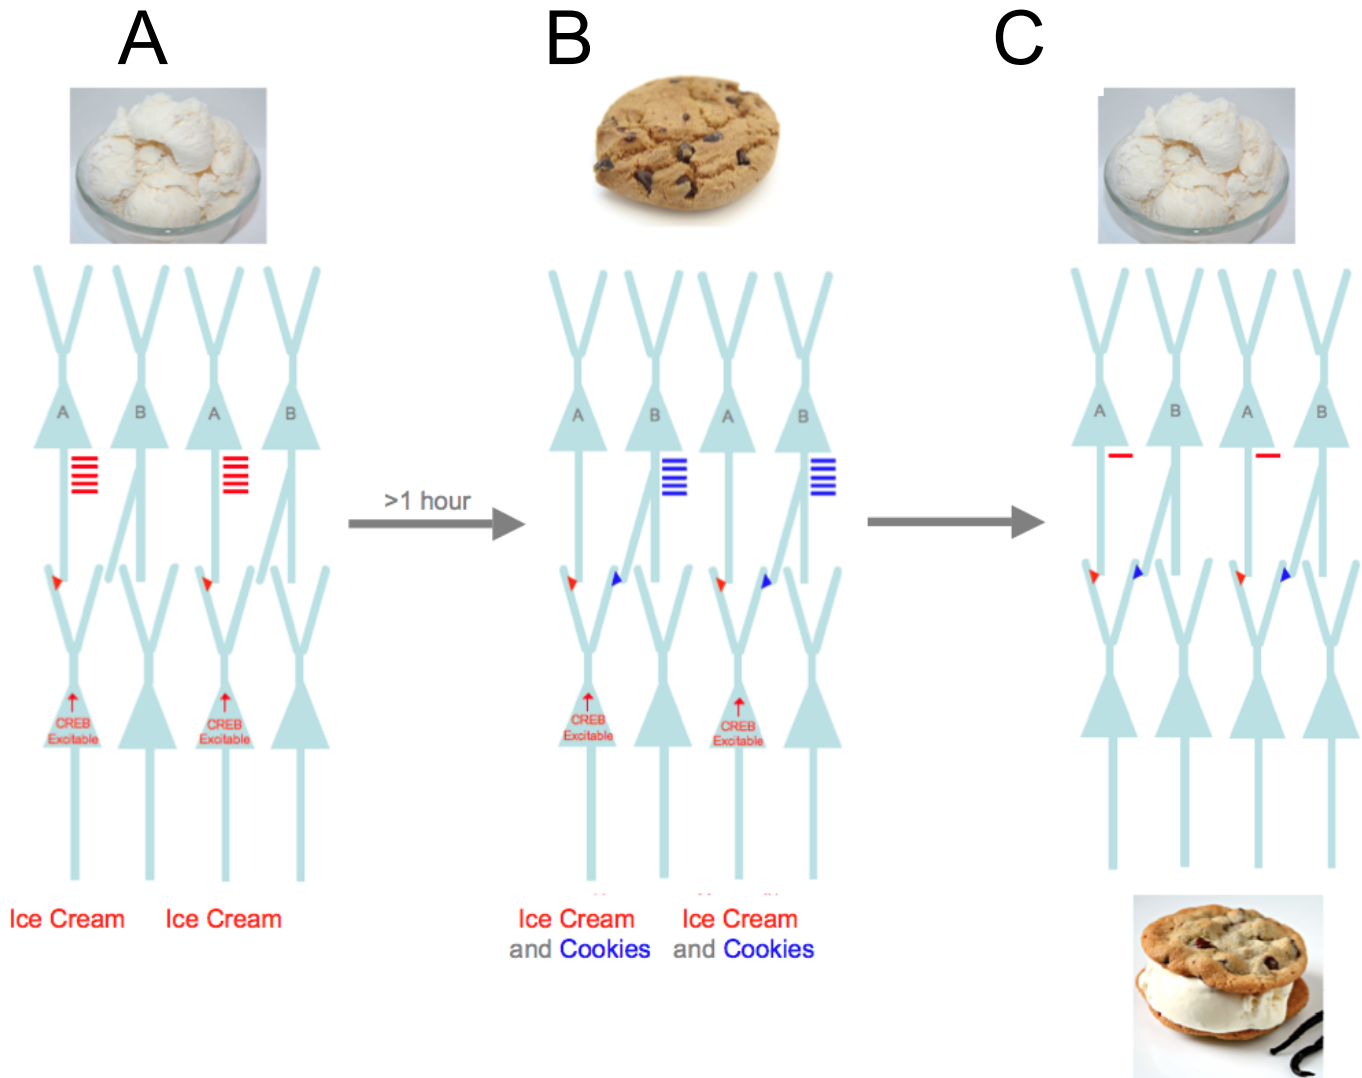 A
B
C
A B A B
A B A B
A B A B
>1 hour
CREB
Excitable
CREB
Excitable
CREB
Excitable
CREB
Excitable
Ice Cream
Ice Cream
Ice Cream
and Cookies
Ice Cream
and Cookies